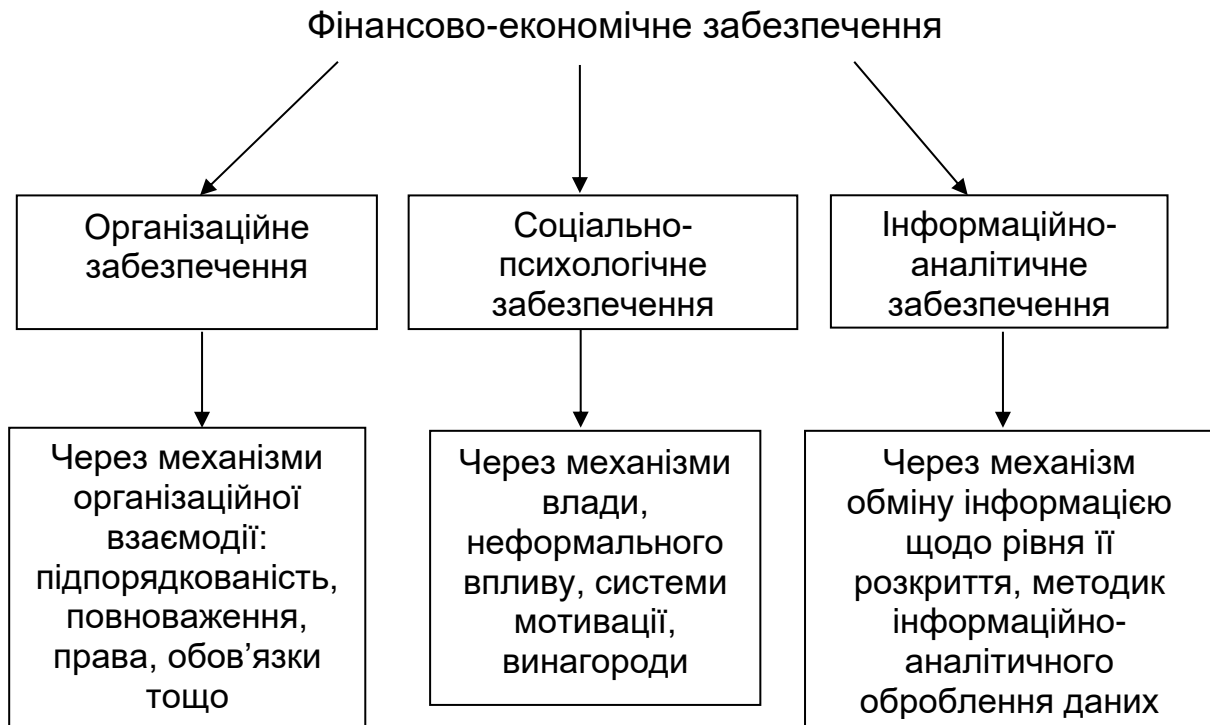 Фінансово-економічне забезпечення
Організаційне
забезпечення
Соціально-
психологічне
забезпечення
Інформаційно-
аналітичне
забезпечення
Через механізми
організаційної
взаємодії:
підпорядкованість,
повноваження,
права, обов’язки
тощо
Через механізми
влади,
неформального
впливу, системи
мотивації,
винагороди
Через механізм
обміну інформацією
щодо рівня її
розкриття, методик
інформаційно-
аналітичного
оброблення даних